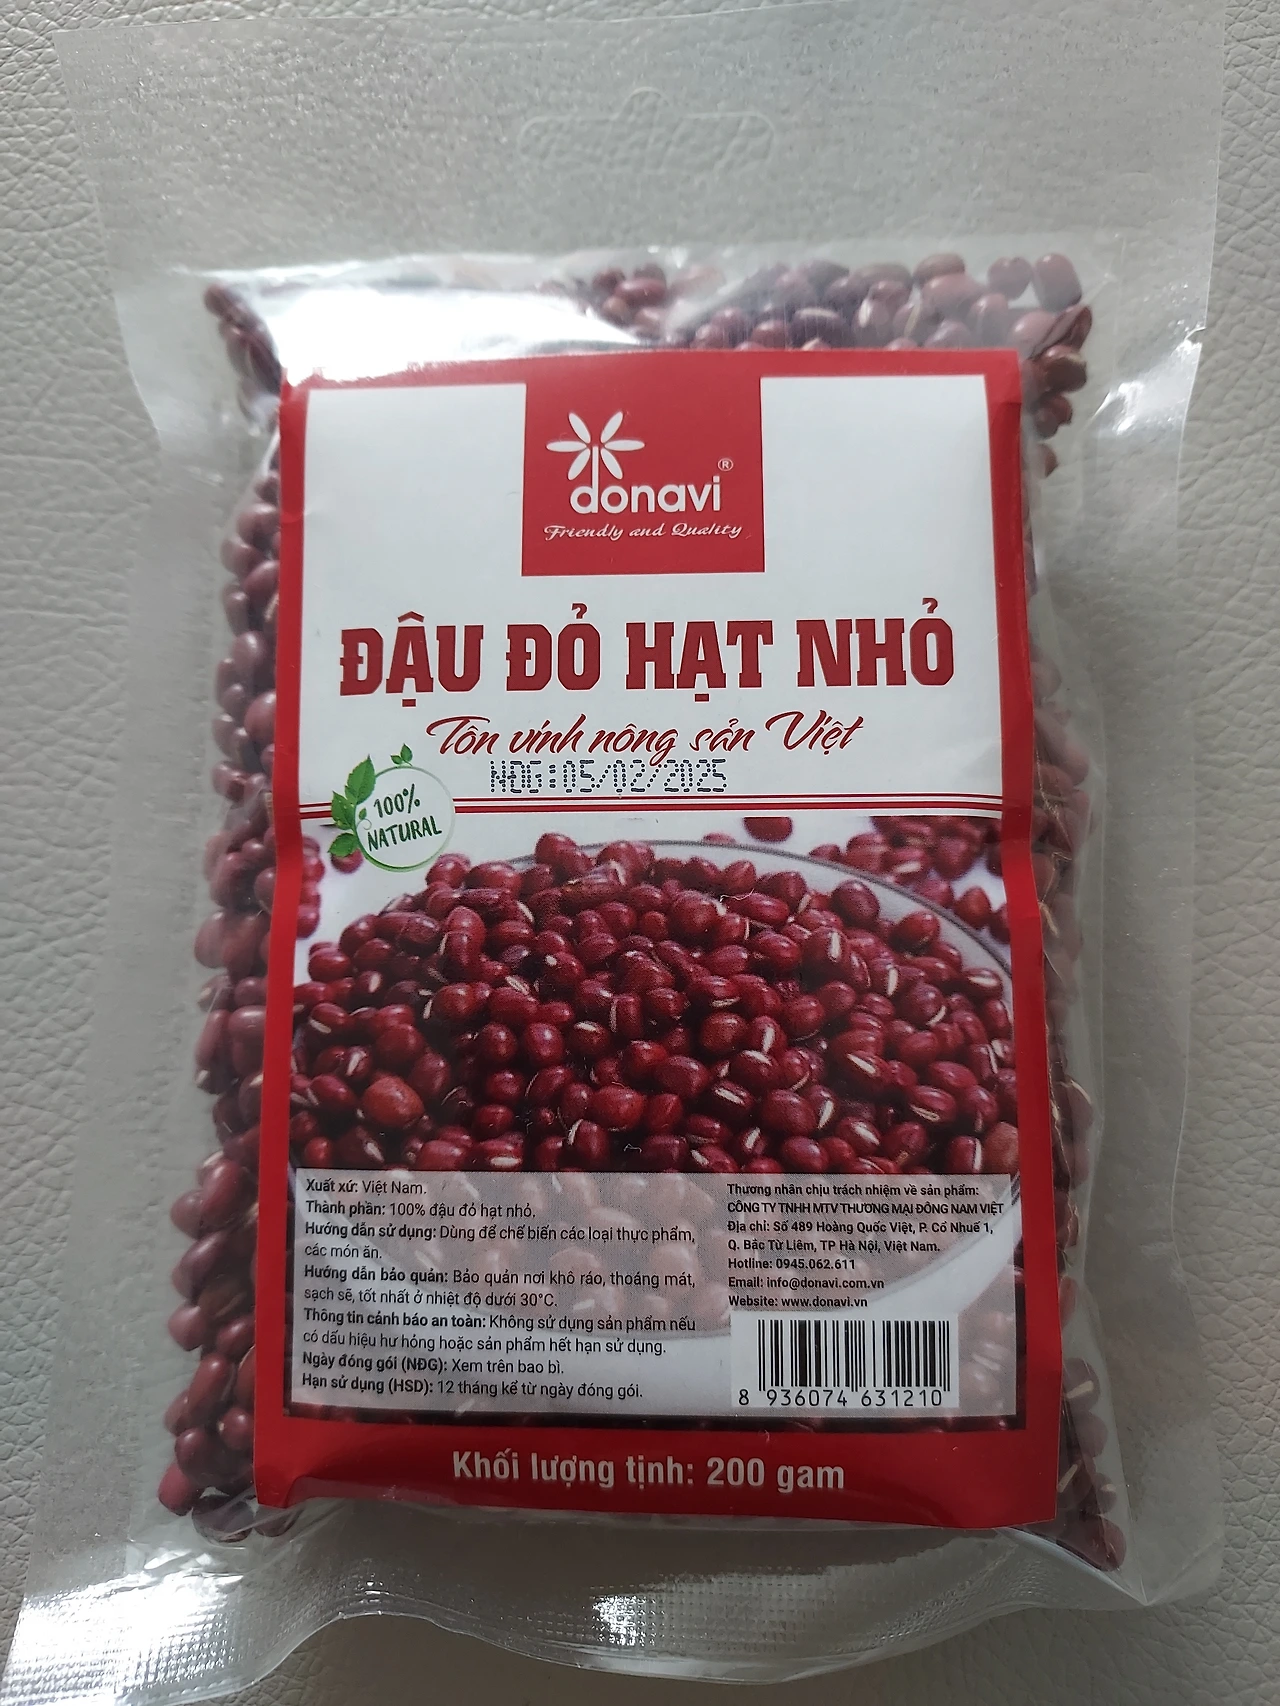 donavi®
Friendly and Quality
ĐẬU ĐỎ HẠT NHỎ
Tôn vinh nông sản Việt
NĐG:05/02/2025
100%
NATURAL
Xuất xứ: Việt Nam.
Thành phần: 100% đậu đỏ hạt nhỏ.
Hướng dẫn sử dụng: Dùng để chế biến các loại thực phẩm,
các món ăn.
Hướng dẫn bảo quản: Bảo quản nơi khô ráo, thoáng mát,
sạch sẽ, tốt nhất ở nhiệt độ dưới 30°C.
Thông tin cảnh báo an toàn: Không sử dụng sản phẩm nếu
có dấu hiệu hư hỏng hoặc sản phẩm hết hạn sử dụng.
Ngày đóng gói (NĐG): Xem trên bao bì.
Hạn sử dụng (HSD): 12 tháng kể từ ngày đóng gói.
Thương nhân chịu trách nhiệm về sản phẩm:
CÔNG TY TNHH MTV THƯƠNG MẠI ĐÔNG NAM VIỆT
Địa chỉ: Số 489 Hoàng Quốc Việt, P. Cổ Nhuế 1,
Q. Bắc Từ Liêm, TP Hà Nội, Việt Nam.
Hotline: 0945.062.611
Email: info@donavi.com.vn
Website: www.donavi.vn
8 936074 631210
Khối lượng tịnh: 200 gam